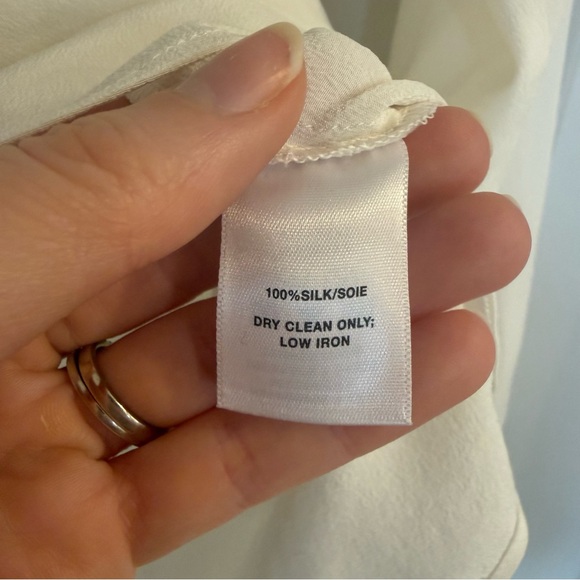 100%SILK/SOIE
DRY CLEAN ONLY;
LOW IRON